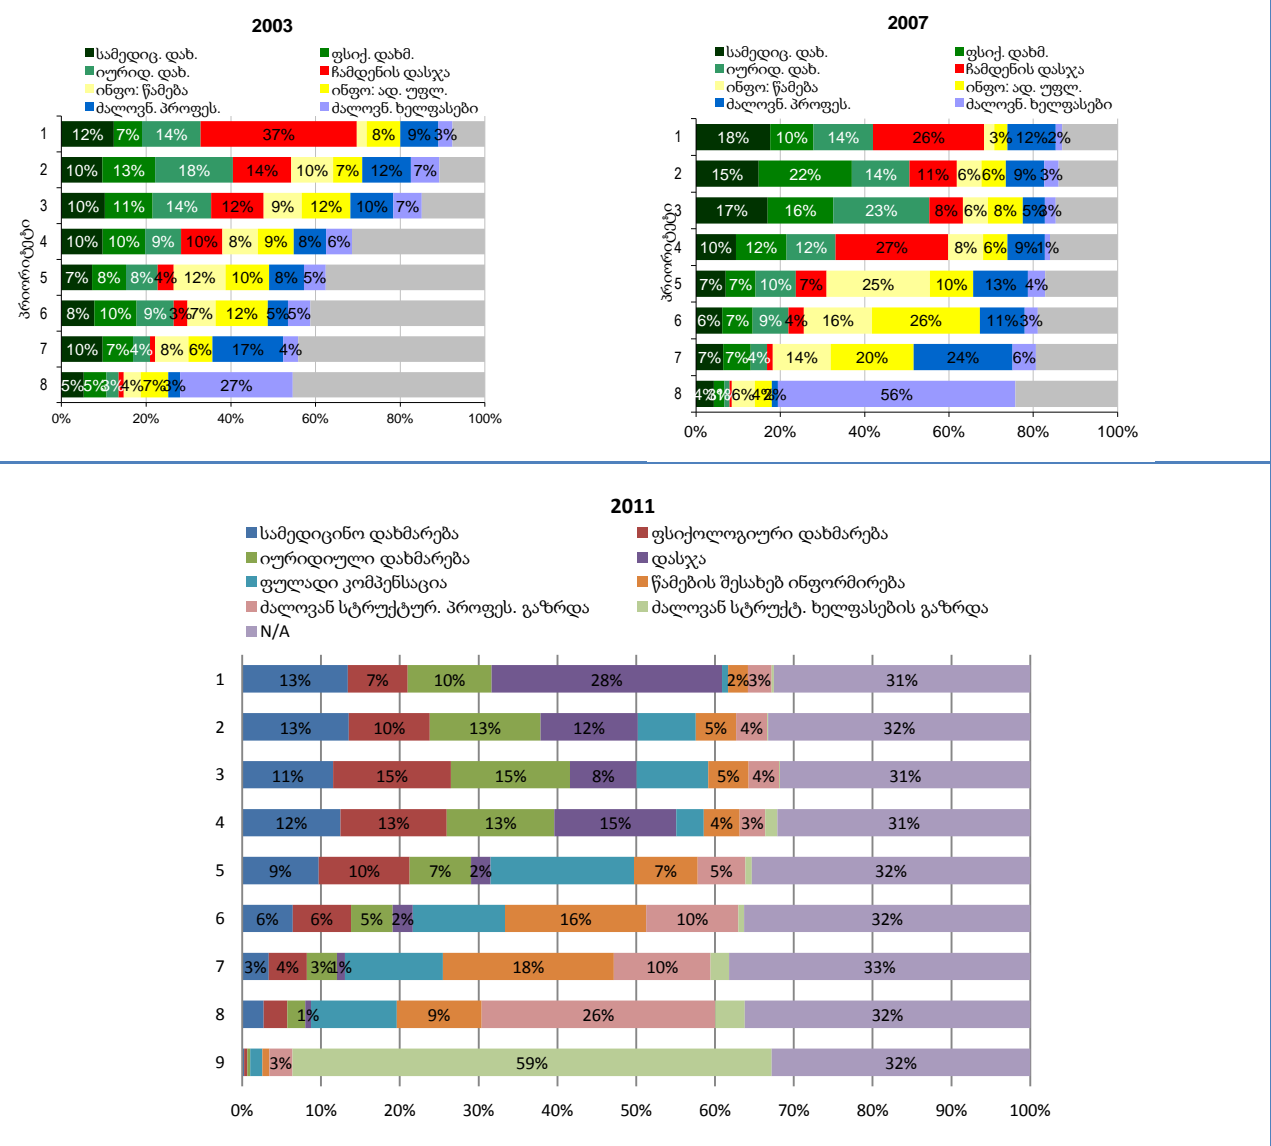 2003
სამედიც. დახ. ფსიქ. დახმ.
იურიდ. დახ. ჩამდენის დასჯა
ინფო: წამება ინფო: ად. უფლ.
ძალოვნ. პროფეს. ძალოვნ. ხელფასები
პრიორიტეტი
1 12% 7% 14% 37% 8% 9% 3%
2 10% 13% 18% 14% 10% 7% 12% 7%
3 10% 11% 14% 12% 9% 12% 10% 7%
4 10% 10% 9% 10% 8% 9% 8% 6%
5 7% 8% 8% 4% 12% 10% 8% 5%
6 8% 10% 9% 3% 7% 12% 5% 5%
7 10% 7% 4% 8% 6% 17% 4%
8 5% 5% 3% 4% 7% 3% 27%
0% 20% 40% 60% 80% 100%
2007
სამედიც. დახ. ფსიქ. დახმ.
იურიდ. დახ. ჩამდენის დასჯა
ინფო: წამება ინფო: ად. უფლ.
ძალოვნ. პროფეს. ძალოვნ. ხელფასები
პრიორიტეტი
1 18% 10% 14% 26% 3% 12% 2%
2 15% 22% 14% 11% 6% 6% 9% 3%
3 17% 16% 23% 8% 6% 8% 5% 3%
4 10% 12% 12% 27% 8% 6% 9% 1%
5 7% 7% 10% 7% 25% 10% 13% 4%
6 6% 7% 9% 4% 16% 26% 11% 3%
7 7% 7% 4% 14% 20% 24% 6%
8 4% 3% 1% 6% 4% 2% 56%
0% 20% 40% 60% 80% 100%
2011
სამედიცინო დახმარება ფსიქოლოგიური დახმარება
იურიდიული დახმარება დასჯა
ფულადი კომპენსაცია წამების შესახებ ინფორმირება
ძალოვან სტრუქტურ. პროფეს. გაზრდა ძალოვან სტრუქტ. ხელფასების გაზრდა
N/A
1 13% 7% 10% 28% 2% 3% 31%
2 13% 10% 13% 12% 5% 4% 32%
3 11% 15% 15% 8% 5% 4% 31%
4 12% 13% 13% 15% 4% 3% 31%
5 9% 10% 7% 2% 7% 5% 32%
6 6% 6% 5% 2% 16% 10% 32%
7 3% 4% 3% 1% 18% 10% 33%
8 1% 9% 26% 32%
9 3% 59% 32%
0% 10% 20% 30% 40% 50% 60% 70% 80% 90% 100%